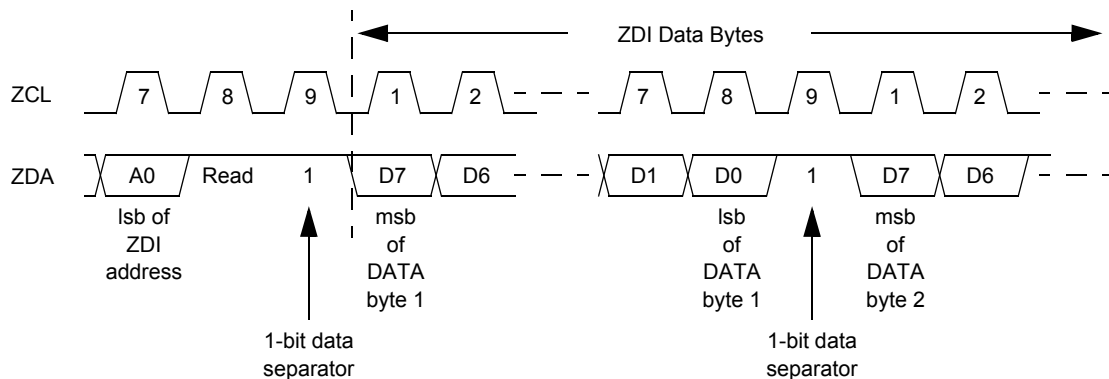 ZDI Data Bytes
ZCL 7 8 9 1 2 7 8 9 1 2
ZDA A0 Read 1 D7 D6 D1 D0 1 D7 D6
lsb of ZDI address
msb of DATA byte 1
lsb of DATA byte 1
msb of DATA byte 2
1-bit data separator
1-bit data separator